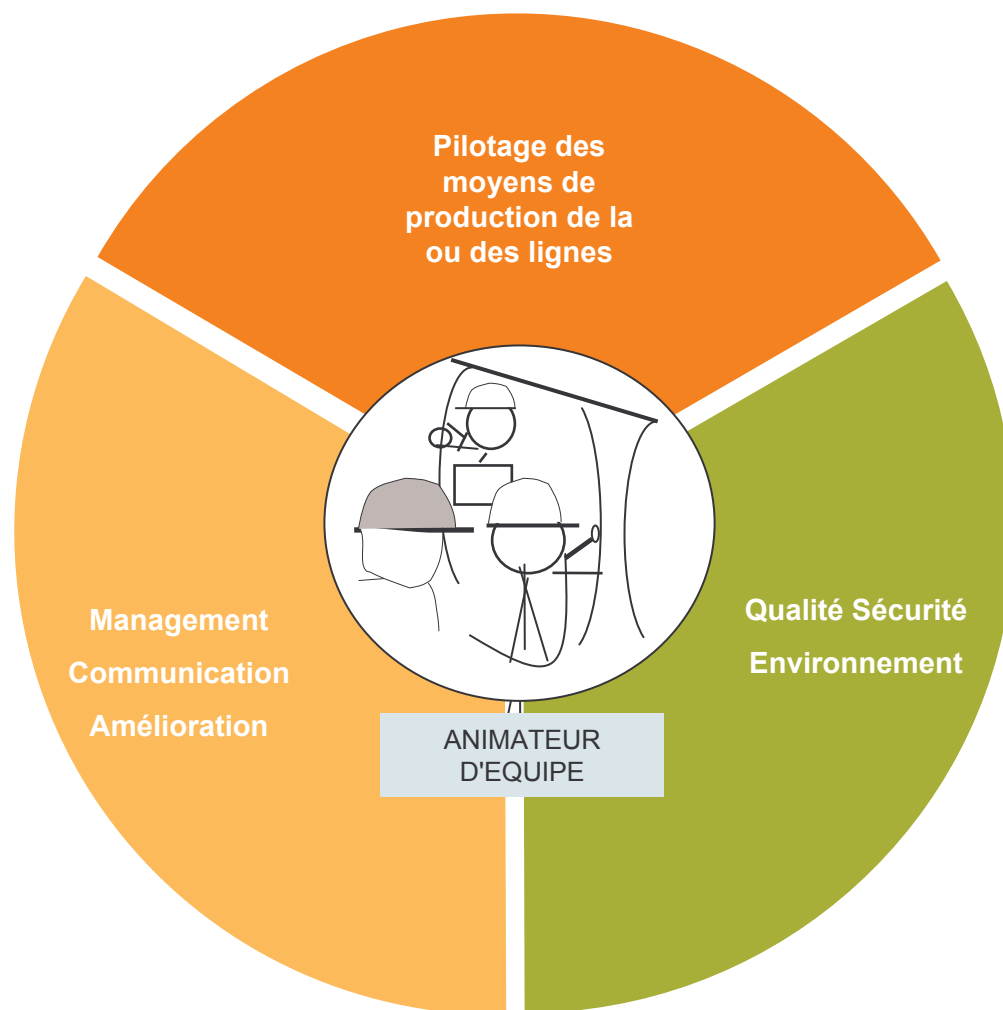 Pilotage des
moyens de
production de la
ou des lignes
Management
Communication
Amélioration
Qualité Sécurité
Environnement
ANIMATEUR
D'EQUIPE